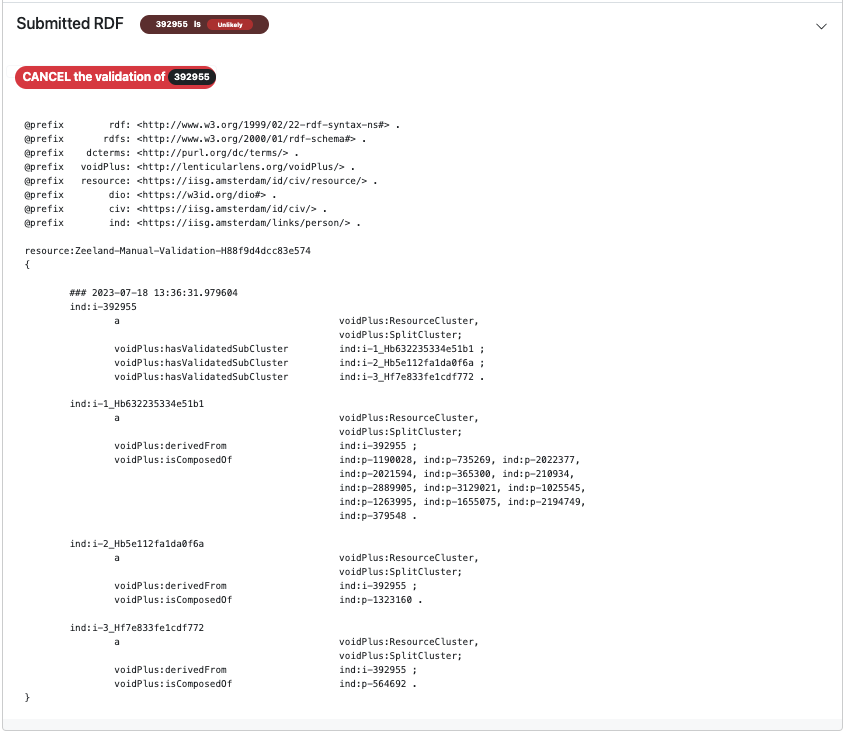 Submitted RDF 392955 is Unlikely
CANCEL the validation of 392955
@prefix rdf: <http://www.w3.org/1999/02/22-rdf-syntax-ns#> .
@prefix rdfs: <http://www.w3.org/2000/01/rdf-schema#> .
@prefix dcterms: <http://purl.org/dc/terms/> .
@prefix voidPlus: <http://lenticularlens.org/voidPlus/> .
@prefix resource: <https://iisg.amsterdam/id/civ/resource/> .
@prefix dio: <https://w3id.org/dio#> .
@prefix civ: <https://iisg.amsterdam/id/civ/> .
@prefix ind: <https://iisg.amsterdam/links/person/> .
resource:Zeeland-Manual-Validation-H88f9d4dcc83e574
{
### 2023-07-18 13:36:31.979604
ind:i-392955
a voidPlus:ResourceCluster,
voidPlus:SplitCluster;
voidPlus:hasValidatedSubCluster ind:i-1_Hb632235334e51b1 ;
voidPlus:hasValidatedSubCluster ind:i-2_Hb5e112fa1da0f6a ;
voidPlus:hasValidatedSubCluster ind:i-3_Hf7e833fe1cdf772 .
ind:i-1_Hb632235334e51b1
a voidPlus:ResourceCluster,
voidPlus:SplitCluster;
voidPlus:derivedFrom ind:i-392955 ;
voidPlus:isComposedOf ind:p-1190028, ind:p-735269, ind:p-2022377,
ind:p-2021594, ind:p-365300, ind:p-210934,
ind:p-2889905, ind:p-3129021, ind:p-1025545,
ind:p-1263995, ind:p-1655075, ind:p-2194749,
ind:p-379548 .
ind:i-2_Hb5e112fa1da0f6a
a voidPlus:ResourceCluster,
voidPlus:SplitCluster;
voidPlus:derivedFrom ind:i-392955 ;
voidPlus:isComposedOf ind:p-1323160 .
ind:i-3_Hf7e833fe1cdf772
a voidPlus:ResourceCluster,
voidPlus:SplitCluster;
voidPlus:derivedFrom ind:i-392955 ;
voidPlus:isComposedOf ind:p-564692 .
}